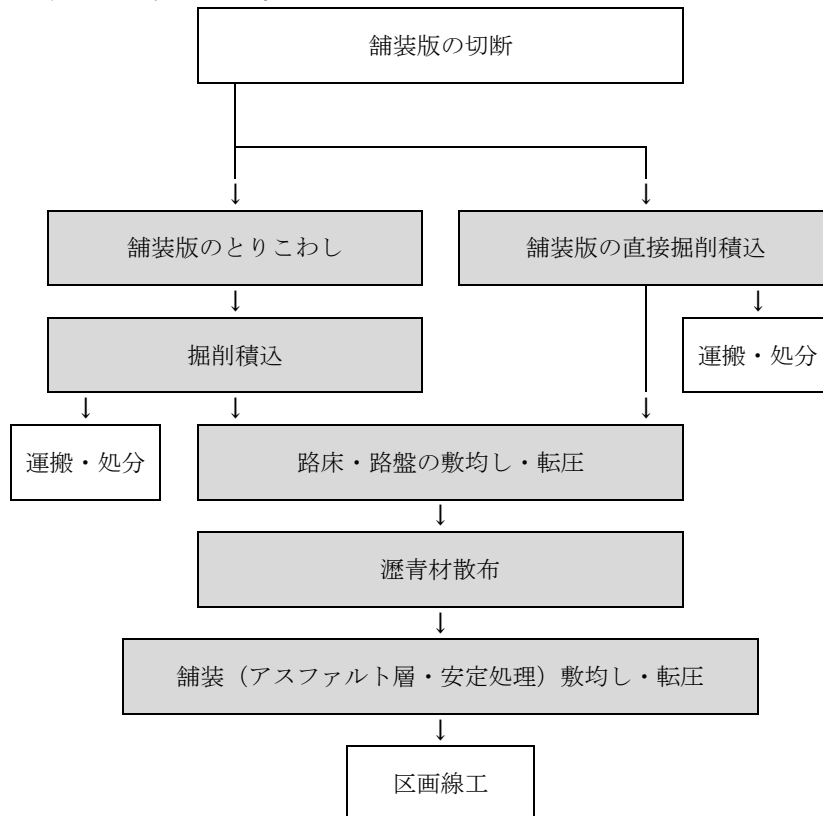 舗装版の切断
↓
↓
舗装版のとりこわし
舗装版の直接掘削積込
↓
↓
掘削積込
運搬・処分
↓
↓
↓
運搬・処分
路床・路盤の敷均し・転圧
↓
瀝青材散布
↓
舗装（アスファルト層・安定処理）敷均し・転圧
↓
区画線工